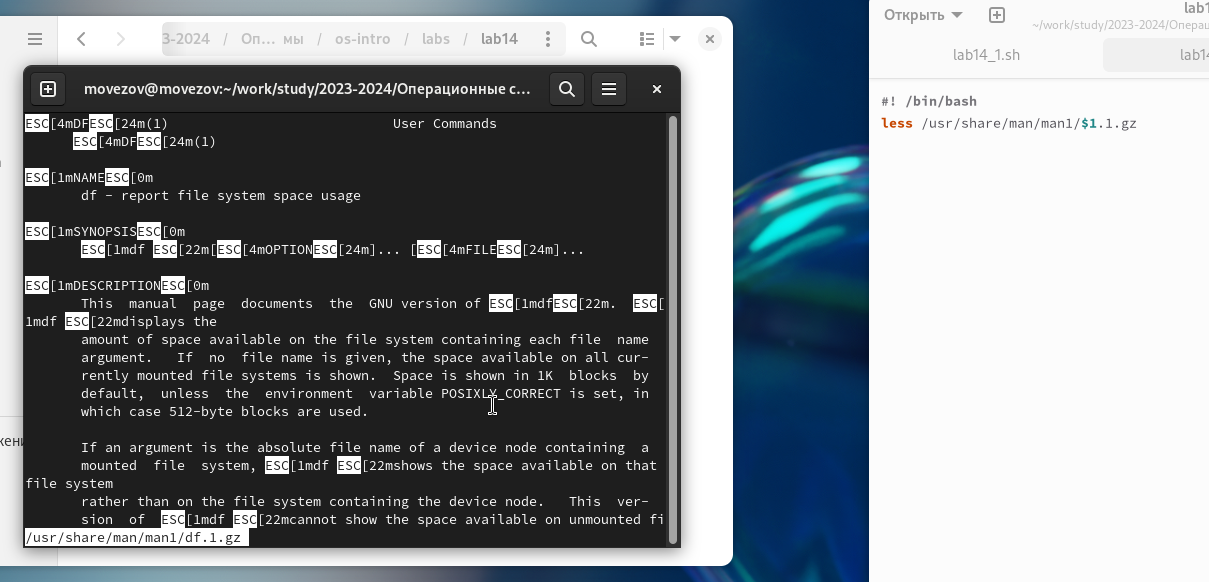 3-2024 / Оп… мы / os-intro / labs / lab14
movezov@movezov:~/work/study/2023-2024/Операционные с…
ESC[4mDFESC[24m(1) User Commands
ESC[4mDFESC[24m(1)
ESC[1mNAMEESC[0m
df - report file system space usage
ESC[1mSYNOPSISESC[0m
ESC[1mdf ESC[22m[ESC[4mOPTIONESC[24m]... [ESC[4mFILEESC[24m]...
ESC[1mDESCRIPTIONESC[0m
This manual page documents the GNU version of ESC[1mdfESC[22m. ESC[
1mdf ESC[22mdisplays the
amount of space available on the file system containing each file name
argument. If no file name is given, the space available on all cur-
rently mounted file systems is shown. Space is shown in 1K blocks by
default, unless the environment variable POSIXLY_CORRECT is set, in
which case 512-byte blocks are used.
If an argument is the absolute file name of a device node containing a
mounted file system, ESC[1mdf ESC[22mshows the space available on that
file system
rather than on the file system containing the device node. This ver-
sion of ESC[1mdf ESC[22mcannot show the space available on unmounted fi
/usr/share/man/man1/df.1.gz
Открыть
lab1
~/work/study/2023-2024/Операц
lab14_1.sh
lab14
#! /bin/bash
less /usr/share/man/man1/$1.1.gz